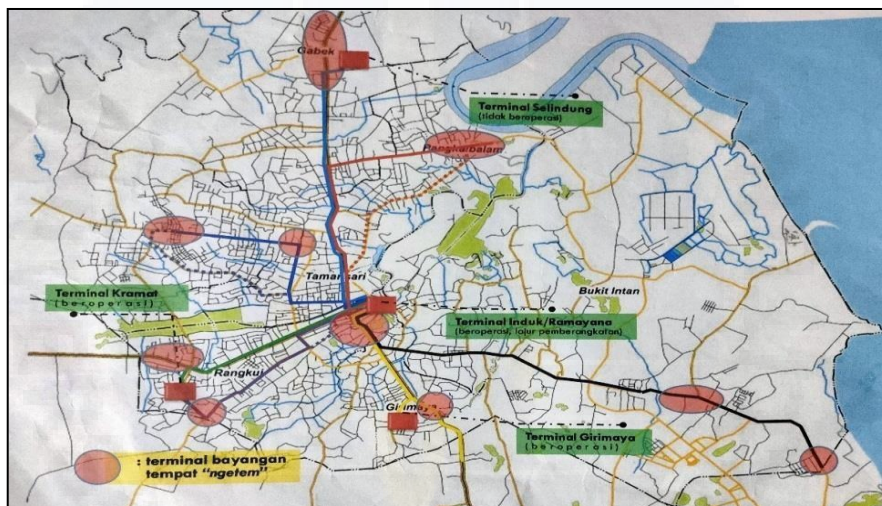 Gabek
Terminal Selindung
(tidak beroperasi)
Pangkalbalam
Tamansari
Bukit Intan
Terminal Kramat
(beroperasi)
Terminal Induk/Ramayana
(beroperasi, lajur pemberangkatan)
Rangkui
Girimaya
Terminal Girimaya
(beroperasi)
: terminal bayangan
tempat "ngetem"